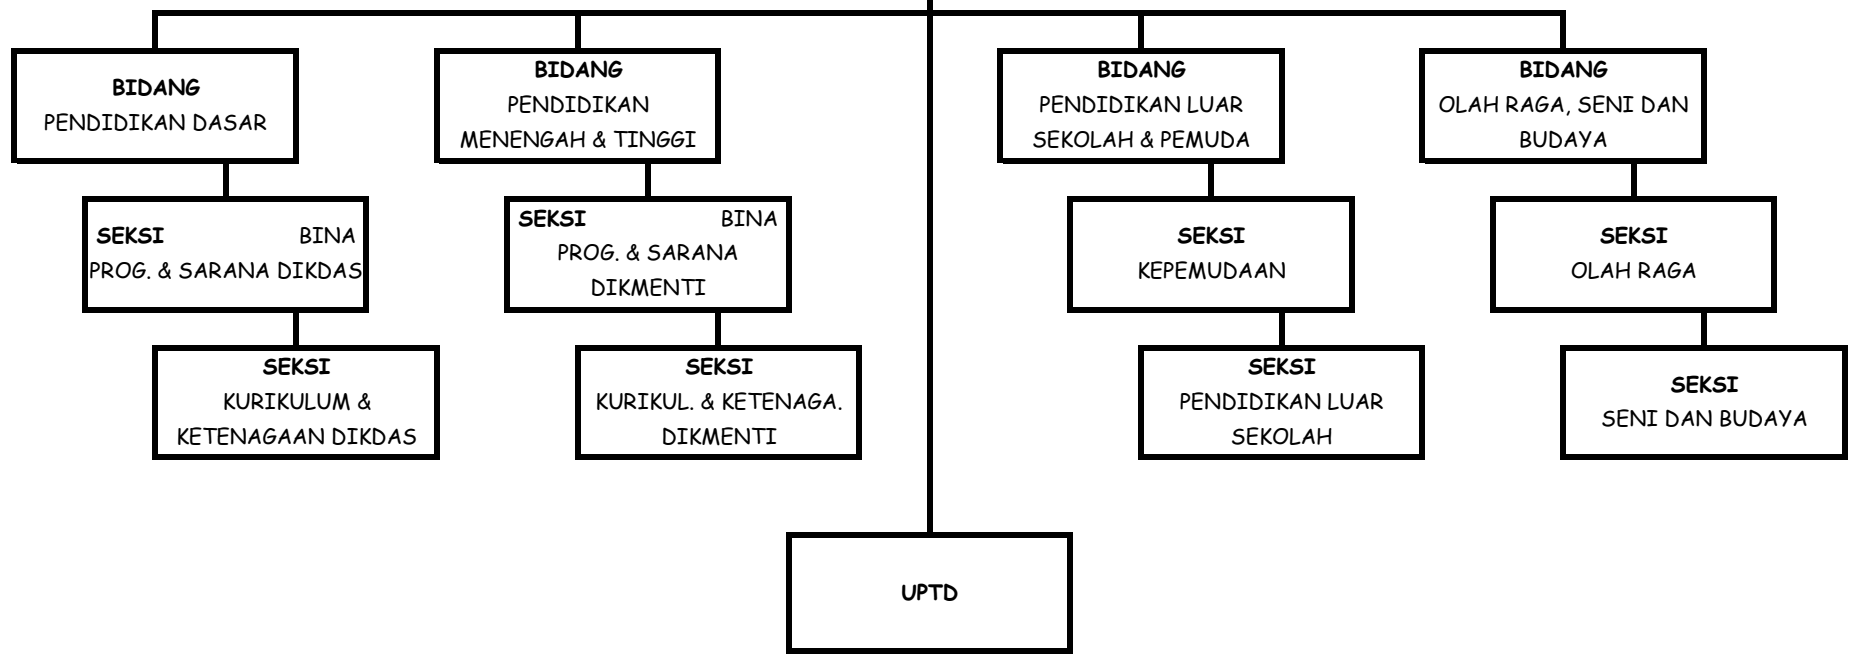 BIDANG
PENDIDIKAN DASAR
BIDANG
PENDIDIKAN
MENENGAH & TINGGI
BIDANG
PENDIDIKAN LUAR
SEKOLAH & PEMUDA
BIDANG
OLAH RAGA, SENI DAN
BUDAYA
SEKSI BINA
PROG. & SARANA DIKDAS
SEKSI BINA
PROG. & SARANA
DIKMENTI
SEKSI
KEPEMUDAAN
SEKSI
OLAH RAGA
SEKSI
KURIKULUM &
KETENAGAAN DIKDAS
SEKSI
KURIKUL. & KETENAGA.
DIKMENTI
SEKSI
PENDIDIKAN LUAR
SEKOLAH
SEKSI
SENI DAN BUDAYA
UPTD